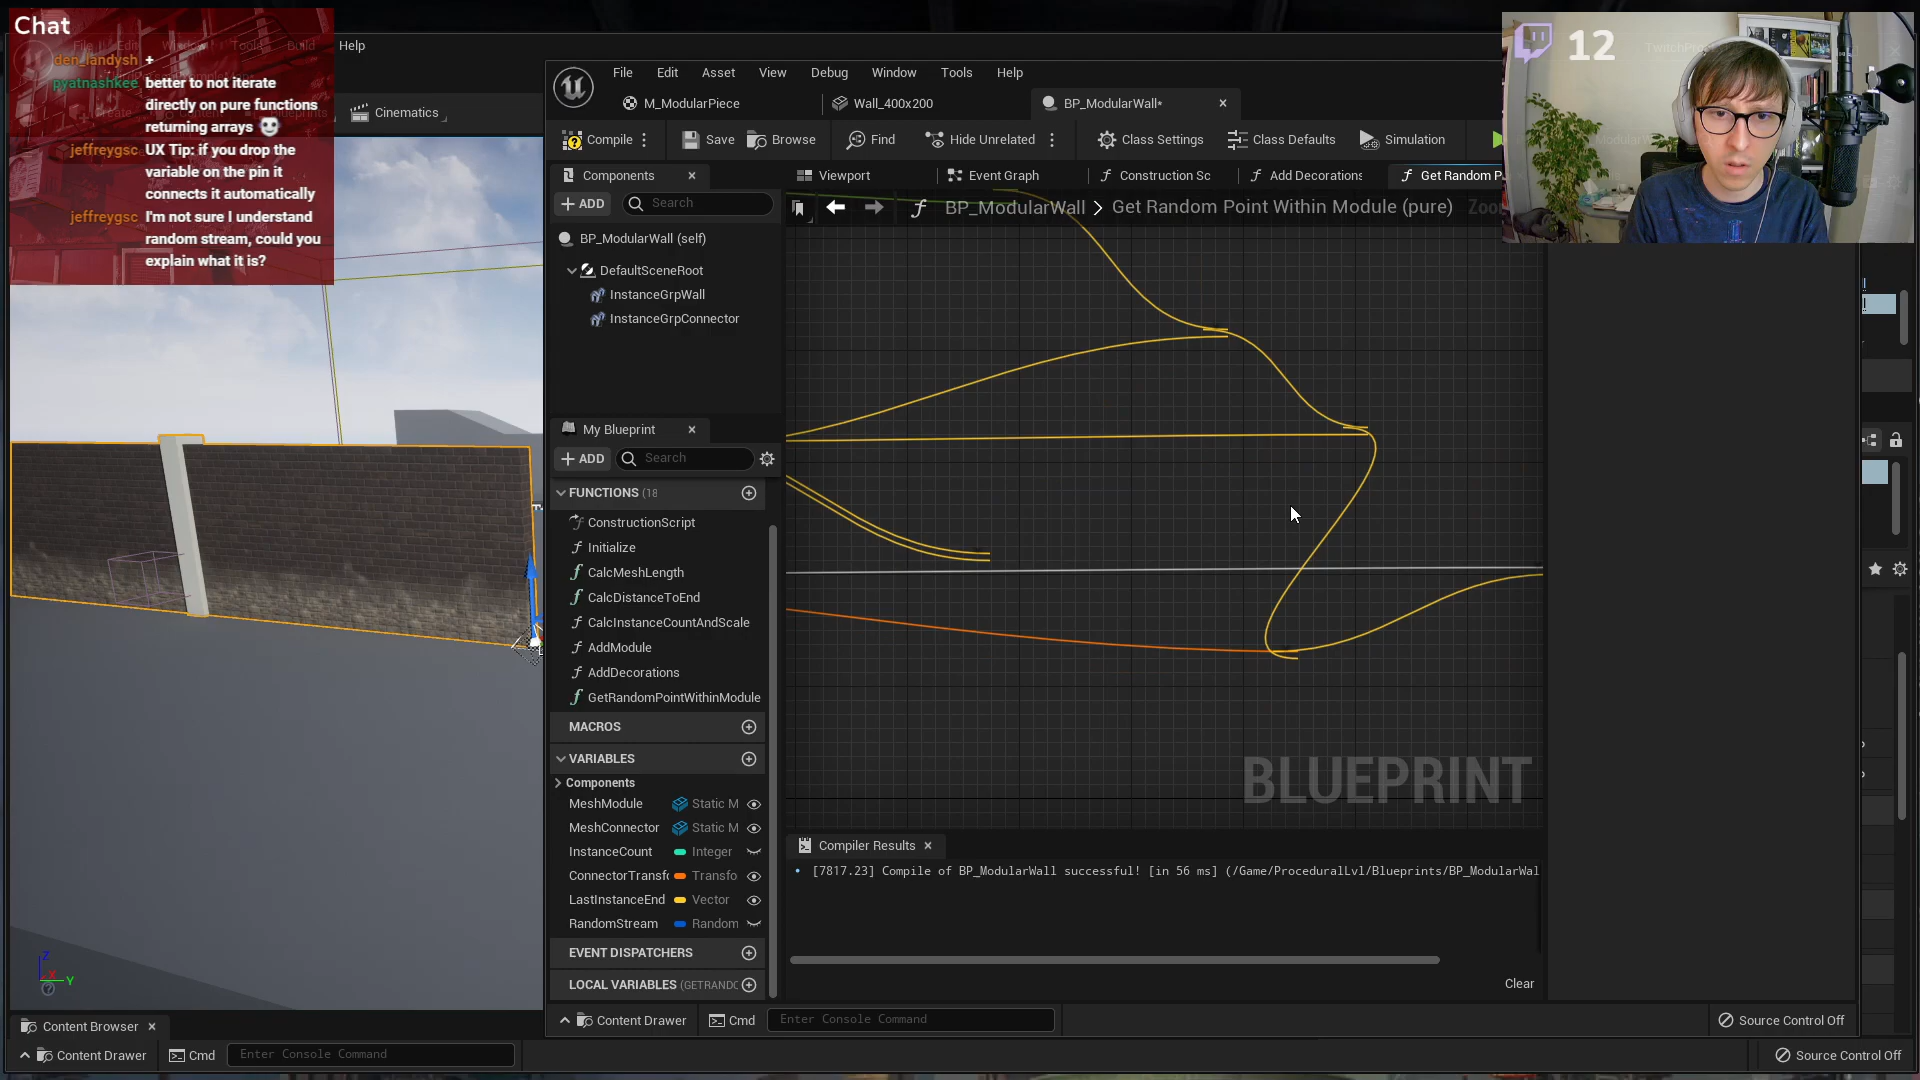 Chat
File Edit Window Tools Build Help
den_landysh +
pyatnashkee better to not iterate
directly on pure functions
returning arrays
jeffreygsc UX Tip: if you drop the
variable on the pin it
connects it automatically
jeffreygsc I'm not sure I understand
random stream, could you
explain what it is?
Cinematics
12
File Edit Asset View Window Tools Help
M_ModularPiece
Wall_400x200
BP_ModularWall*
Compile
Save
Browse
Find
Hide Unrelated
Class Settings
Class Defaults
Simulation
Components
Viewport
Event Graph
Construction Sc
Add Decorations
Get Random P
ADD
Search
BP_ModularWall > Get Random Point Within Module (pure)
BP_ModularWall (self)
DefaultSceneRoot
InstanceGrpWall
InstanceGrpConnector
My Blueprint
ADD
Search
FUNCTIONS (18
ConstructionScript
Initialize
CalcMeshLength
CalcDistanceToEnd
CalcInstanceCountAndScale
AddModule
AddDecorations
GetRandomPointWithinModule
MACROS
VARIABLES
Components
MeshModule Static M
MeshConnector Static M
InstanceCount Integer
ConnectorTransfo Transfo
LastInstanceEnd Vector
RandomStream Random
EVENT DISPATCHERS
LOCAL VARIABLES (GETRANDO
BLUEPRINT
Compiler Results
[7817.23] Compile of BP_ModularWall successful! [in 56 ms] (/Game/ProceduralLvl/Blueprints/BP_ModularWal
Clear
Content Drawer
Cmd
Enter Console Command
Source Control Off
Z
X
Y
Content Browser
Content Drawer
Cmd
Enter Console Command
Source Control Off